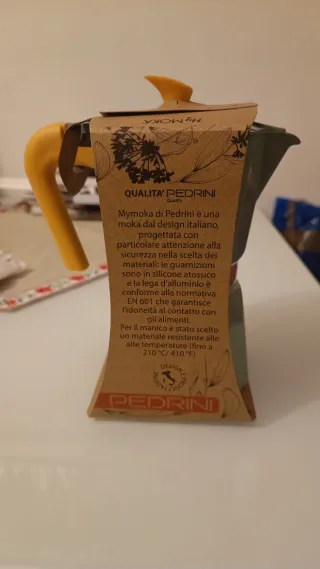 MyMOKA
QUALITA' PEDRINI
Quality
Mymoka di Pedrini è una
moka dal design italiano,
progettata con
particolare attenzione alla
sicurezza nella scelta dei
materiali: le guarnizioni
sono in silicone atossico
e la lega d'alluminio è
conforme alla normativa
EN 601 che garantisce
l'idoneità al contatto con
gli alimenti.
Per il manico è stato scelto
un materiale resistente alle
alte temperature (fino a
210 °C/ 410 °F)
PEDRINI